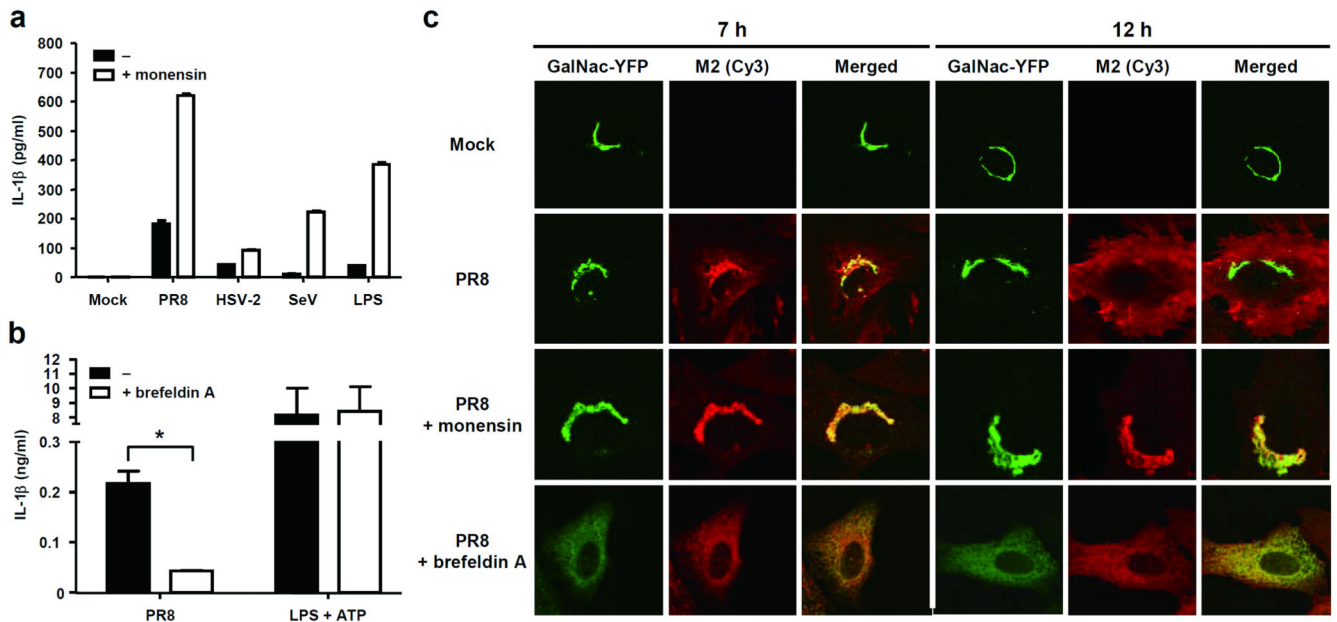 a
800
700
600
500
400
300
200
100
0
IL-1β (pg/ml)
–
+ monensin
Mock PR8 HSV-2 SeV LPS
b
12
11
10
9
8
0.3
0.2
0.1
0
IL-1β (ng/ml)
–
+ brefeldin A
*
PR8 LPS + ATP
c
7 h 12 h
GalNac-YFP M2 (Cy3) Merged GalNac-YFP M2 (Cy3) Merged
Mock
PR8
PR8
+ monensin
PR8
+ brefeldin A